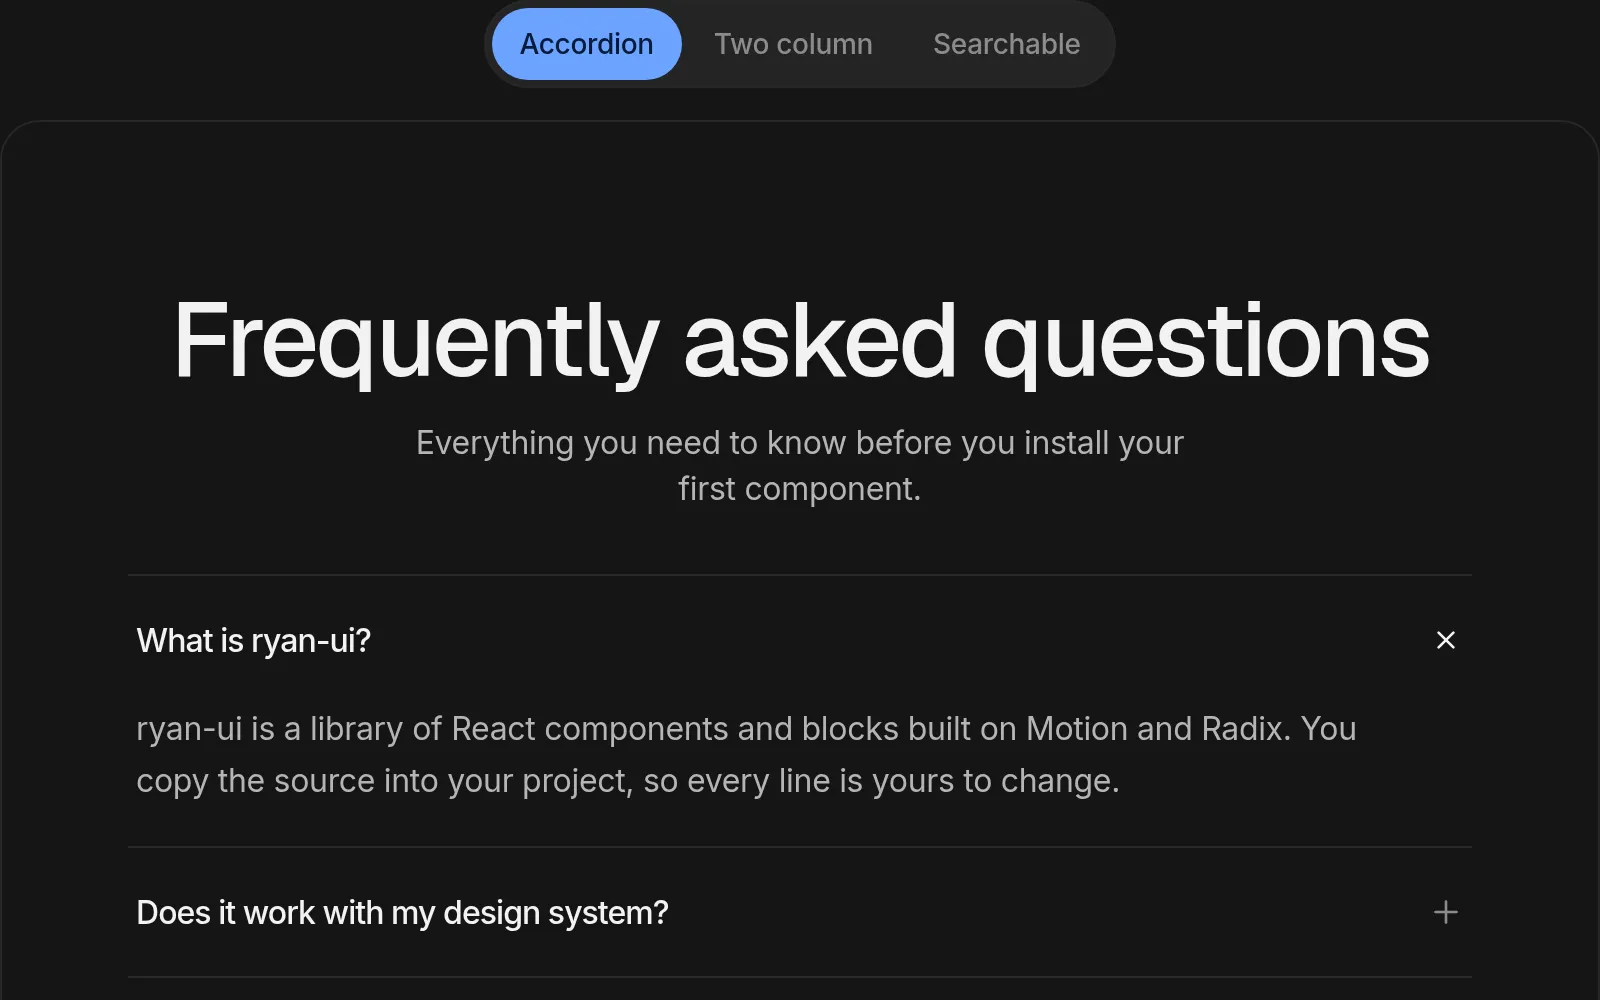 Accordion
Two column
Searchable
Frequently asked questions
Everything you need to know before you install your
first component.
What is ryan-ui?
ryan-ui is a library of React components and blocks built on Motion and Radix. You
copy the source into your project, so every line is yours to change.
Does it work with my design system?